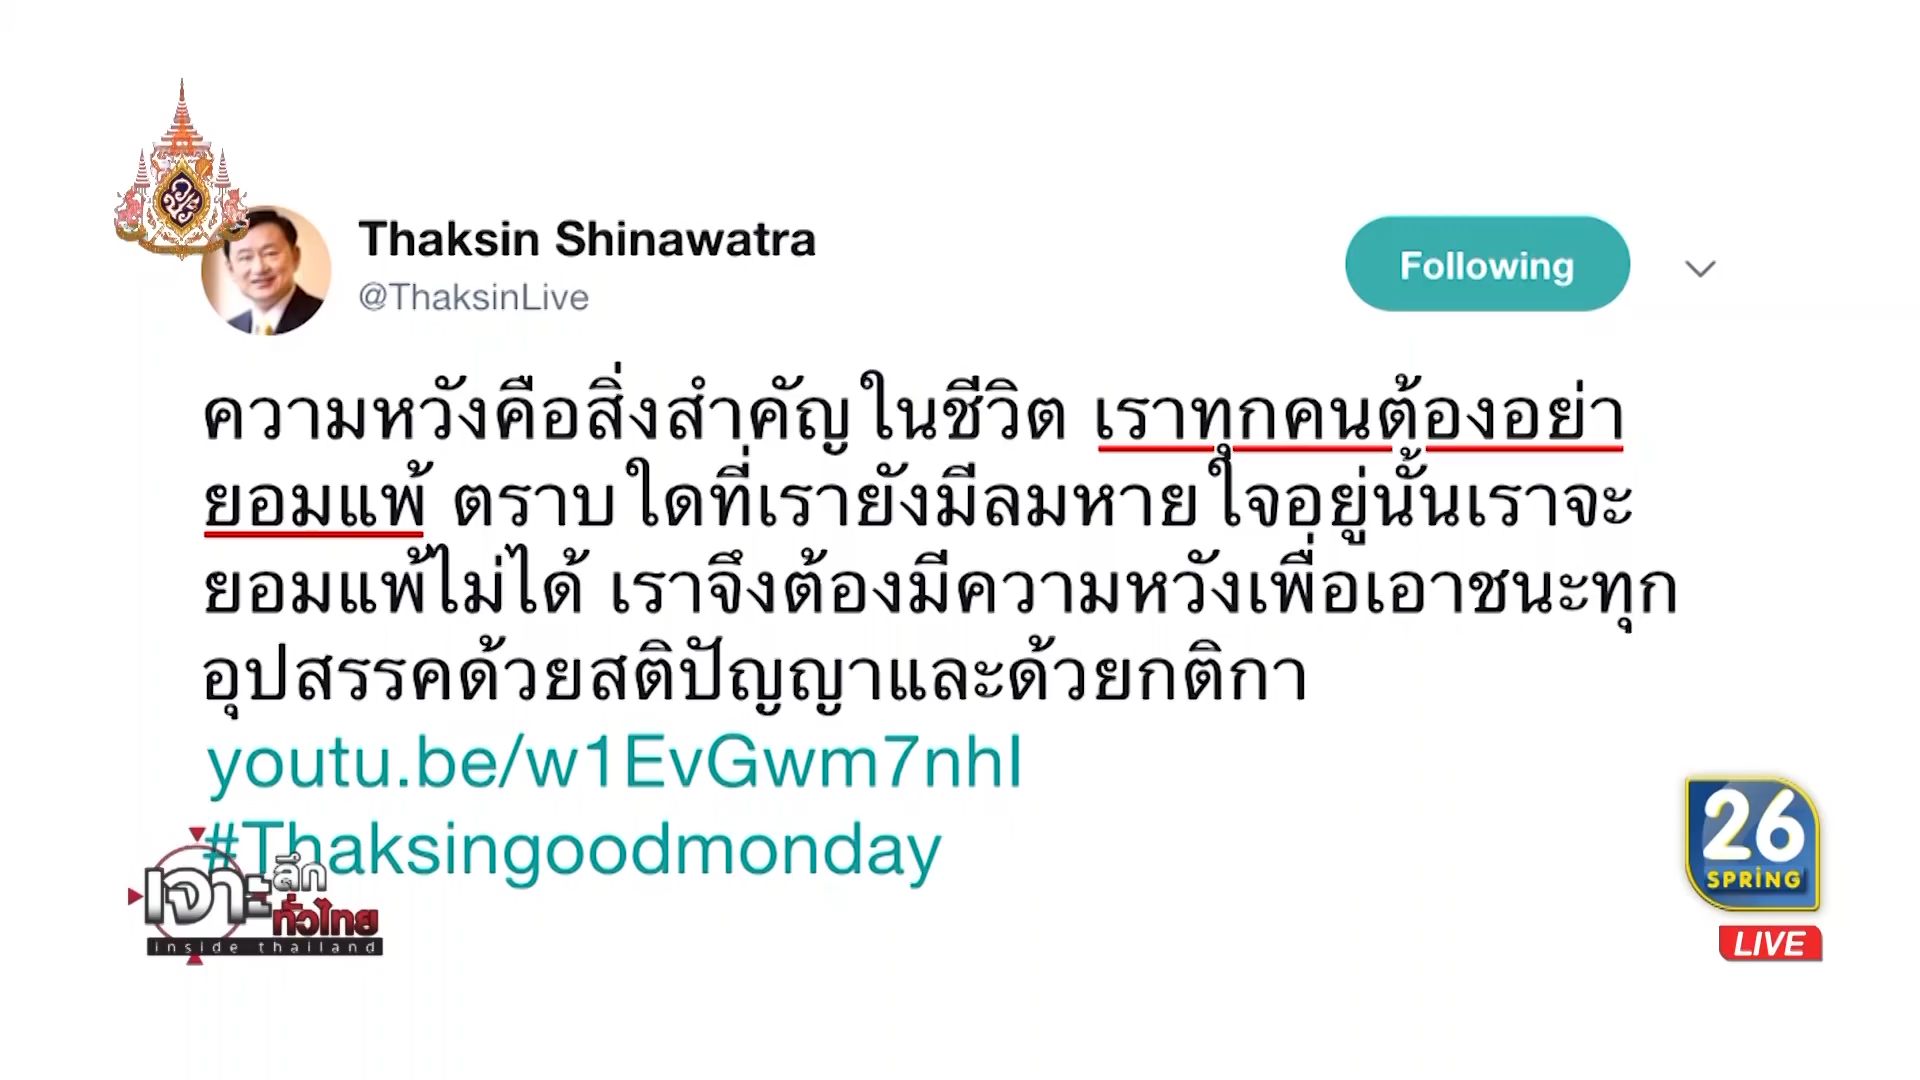 Thaksin Shinawatra
@ThaksinLive
Following
ความหวังคือสิ่งสำคัญในชีวิต เราทุกคนต้องอย่า
ยอมแพ้ ตราบใดที่เรายังมีลมหายใจอยู่นั้นเราจะ
ยอมแพ้ไม่ได้ เราจึงต้องมีความหวังเพื่อเอาชนะทุก
อุปสรรคด้วยสติปัญญาและด้วยกติกา
youtu.be/w1EvGwm7nhI
#Thaksingoodmonday
เจาะลึก
ทั่วไทย
inside thailand
26
SPRiNG
LIVE